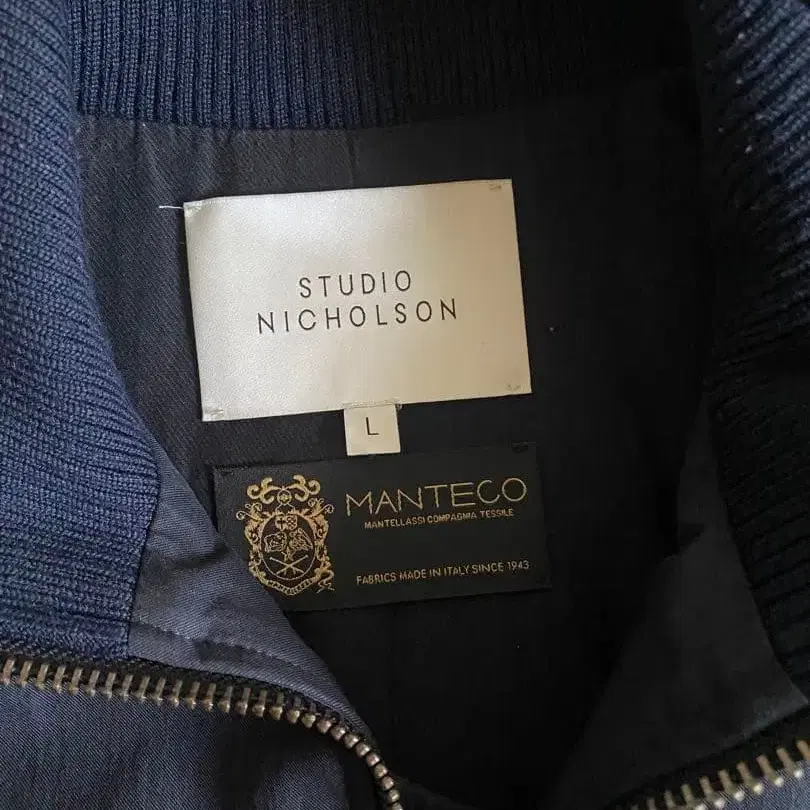 STUDIO
NICHOLSON
L
MANTECO
MANTELLASSI COMPAGNIA TESSILE
FABRICS MADE IN ITALY SINCE 1943